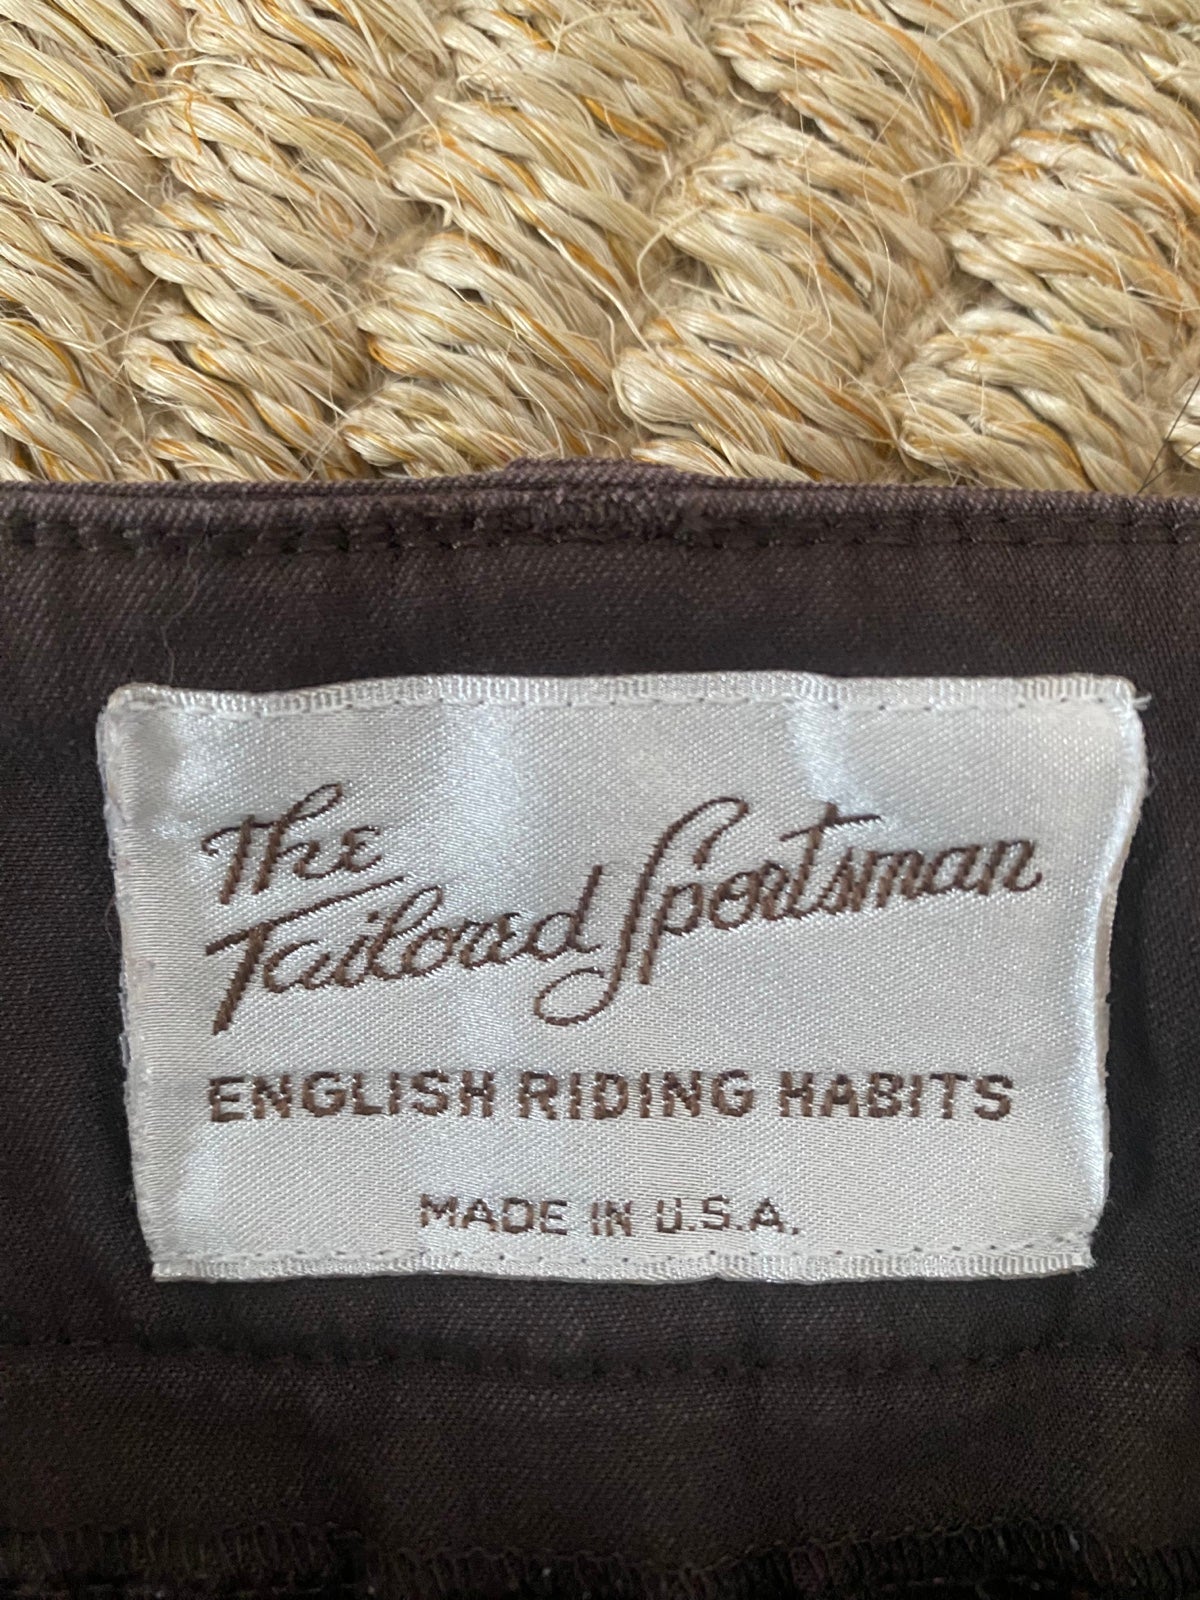 The
Tailored Sportsman
ENGLISH RIDING HABITS
MADE IN U.S.A.